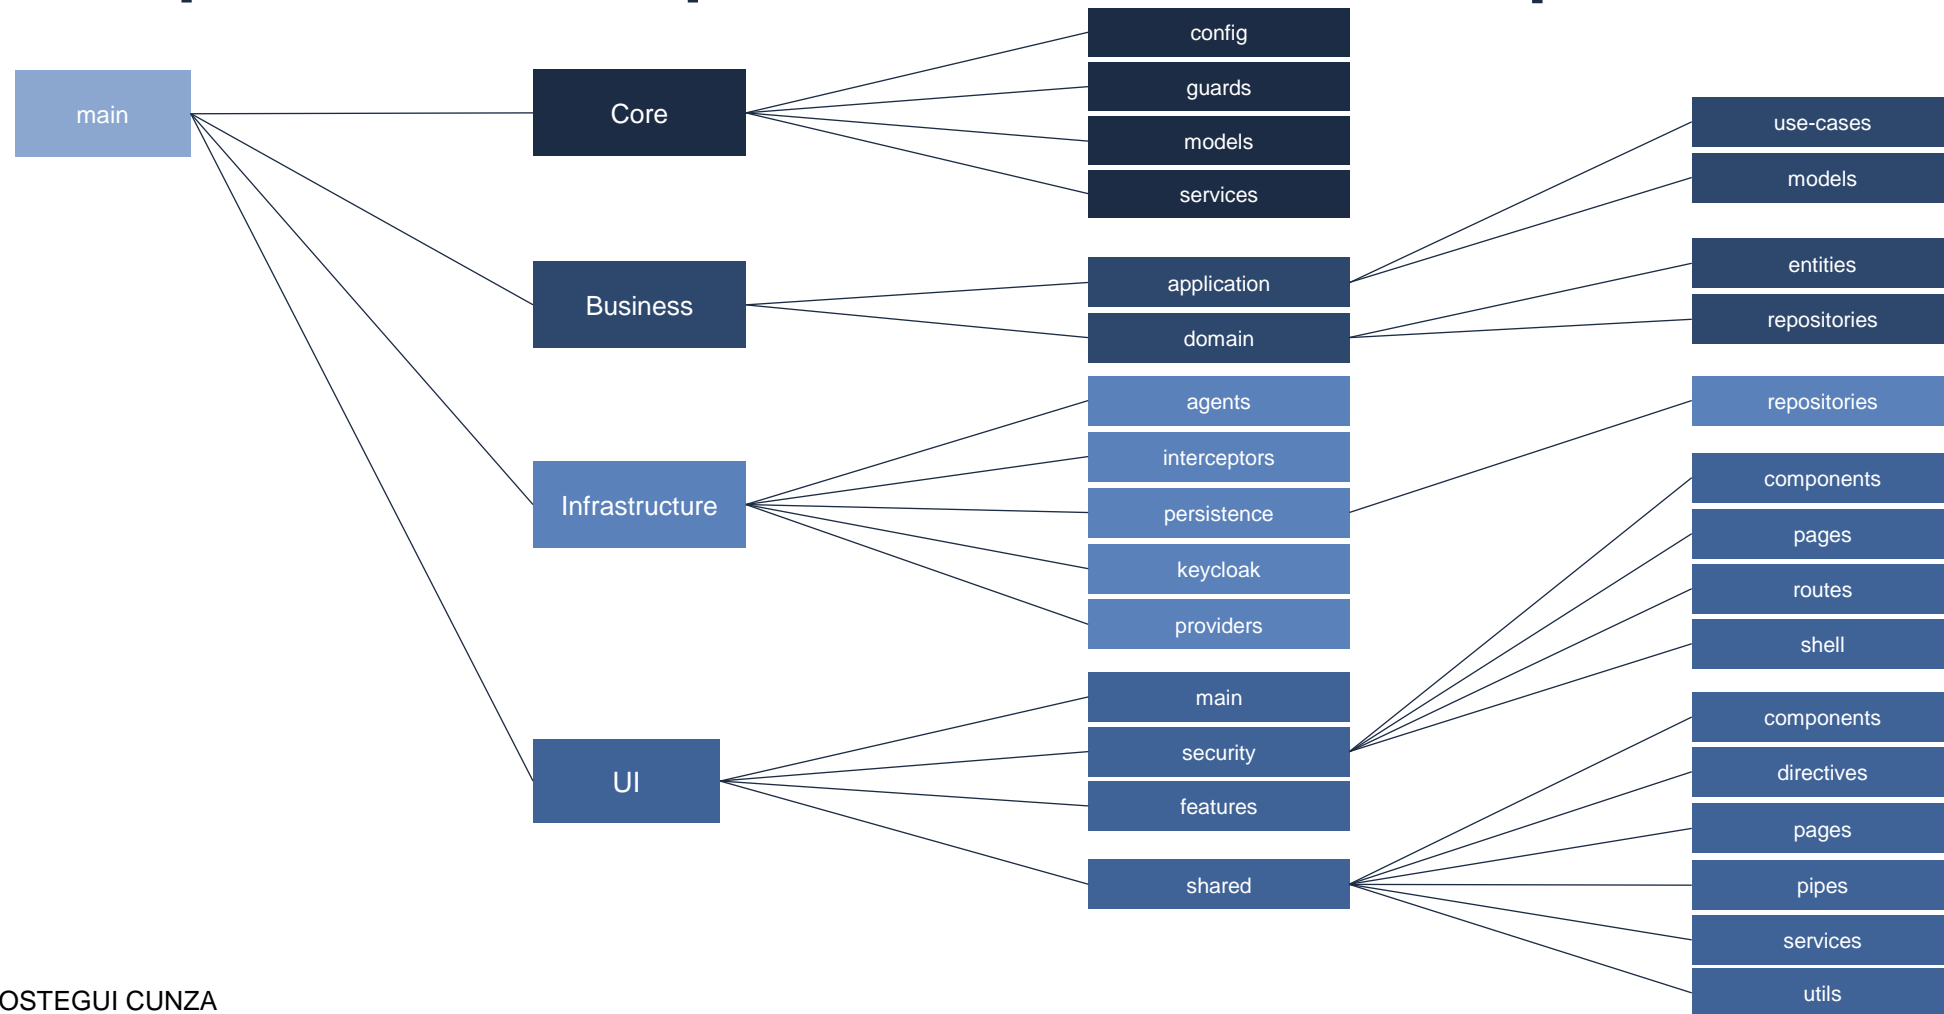 main
Core
config
guards
models
services
Business
application
domain
use-cases
models
entities
repositories
Infrastructure
agents
interceptors
persistence
keycloak
providers
repositories
UI
main
security
features
shared
components
pages
routes
shell
components
directives
pages
pipes
services
utils
OSTEGUI CUNZA